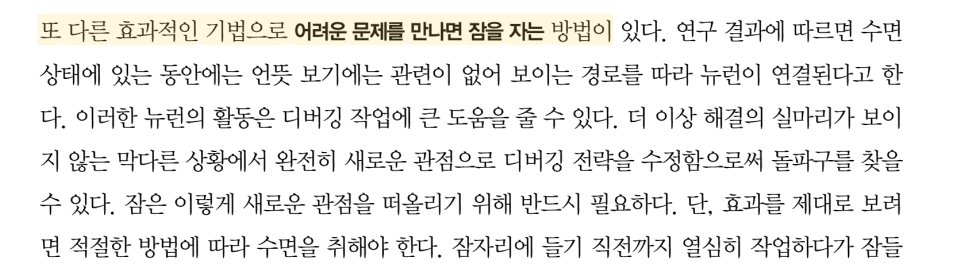 또 다른 효과적인 기법으로 어려운 문제를 만나면 잠을 자는 방법이 있다. 연구 결과에 따르면 수면
상태에 있는 동안에는 언뜻 보기에는 관련이 없어 보이는 경로를 따라 뉴런이 연결된다고 한
다. 이러한 뉴런의 활동은 디버깅 작업에 큰 도움을 줄 수 있다. 더 이상 해결의 실마리가 보이
지 않는 막다른 상황에서 완전히 새로운 관점으로 디버깅 전략을 수정함으로써 돌파구를 찾을
수 있다. 잠은 이렇게 새로운 관점을 떠올리기 위해 반드시 필요하다. 단, 효과를 제대로 보려
면 적절한 방법에 따라 수면을 취해야 한다. 잠자리에 들기 직전까지 열심히 작업하다가 잠들